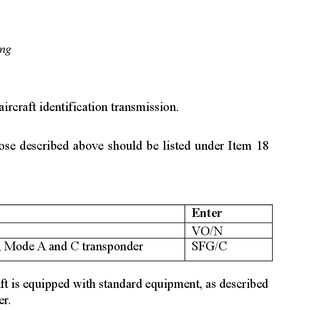 ng
aircraft identification transmission.
ose described above should be listed under Item 18
Enter
VO/N
, Mode A and C transponder SFG/C
ft is equipped with standard equipment, as described
er.